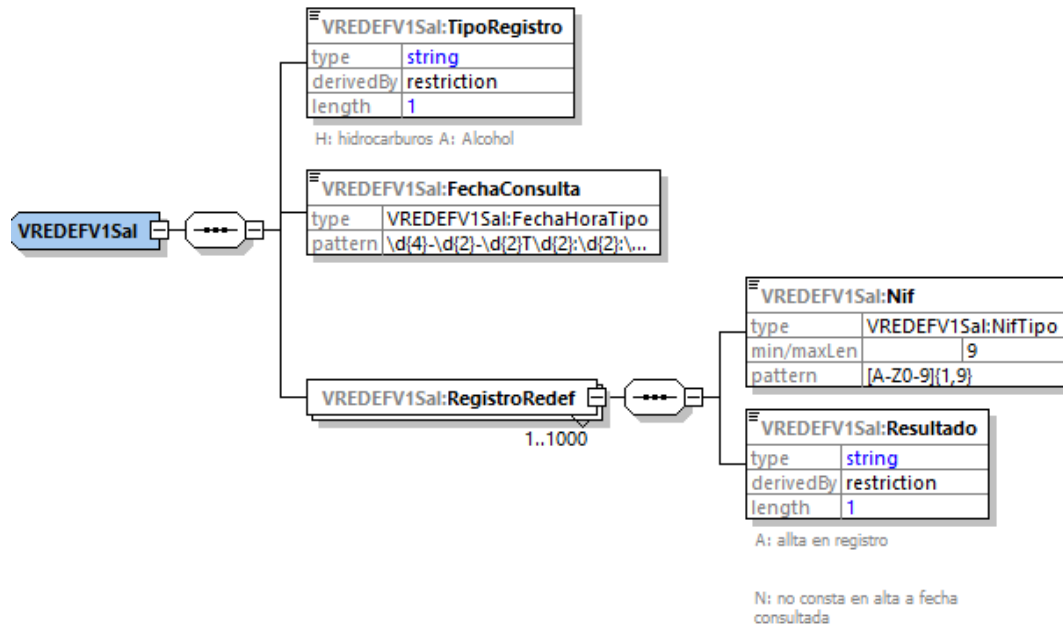 VREDEFV1Sal:TipoRegistro
type string
derivedBy restriction
length 1
H: hidrocarburos A: Alcohol
VREDEFV1Sal:FechaConsulta
type VREDEFV1Sal:FechaHoraTipo
pattern \d{4}-\d{2}-\d{2}T\d{2}:\d{2}:\...
VREDEFV1Sal
VREDEFV1Sal:Nif
type VREDEFV1Sal:NifTipo
min/maxLen 9
pattern [A-Z0-9]{1,9}
VREDEFV1Sal:RegistroRedef
1..1000
VREDEFV1Sal:Resultado
type string
derivedBy restriction
length 1
A: allta en registro
N: no consta en alta a fecha
consultada